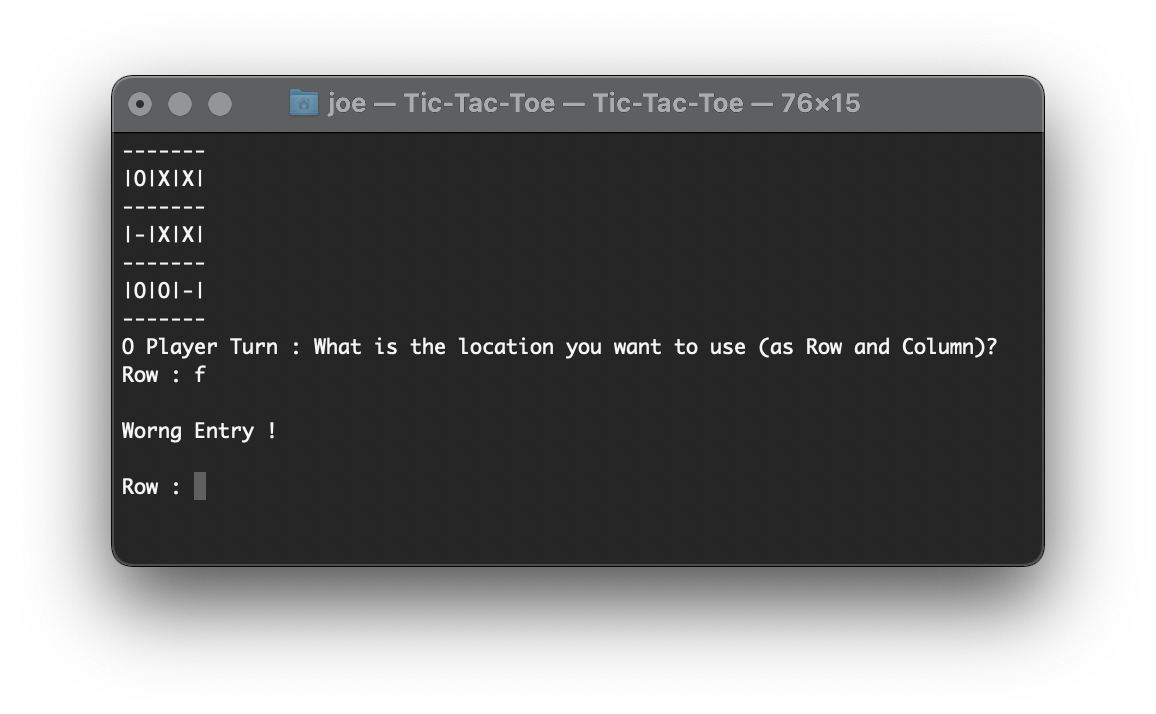 joe — Tic-Tac-Toe — Tic-Tac-Toe — 76×15
-------
|O|X|X|
-------
|-|X|X|
-------
|O|O|-|
-------
O Player Turn : What is the location you want to use (as Row and Column)?
Row : f
Worng Entry !
Row :